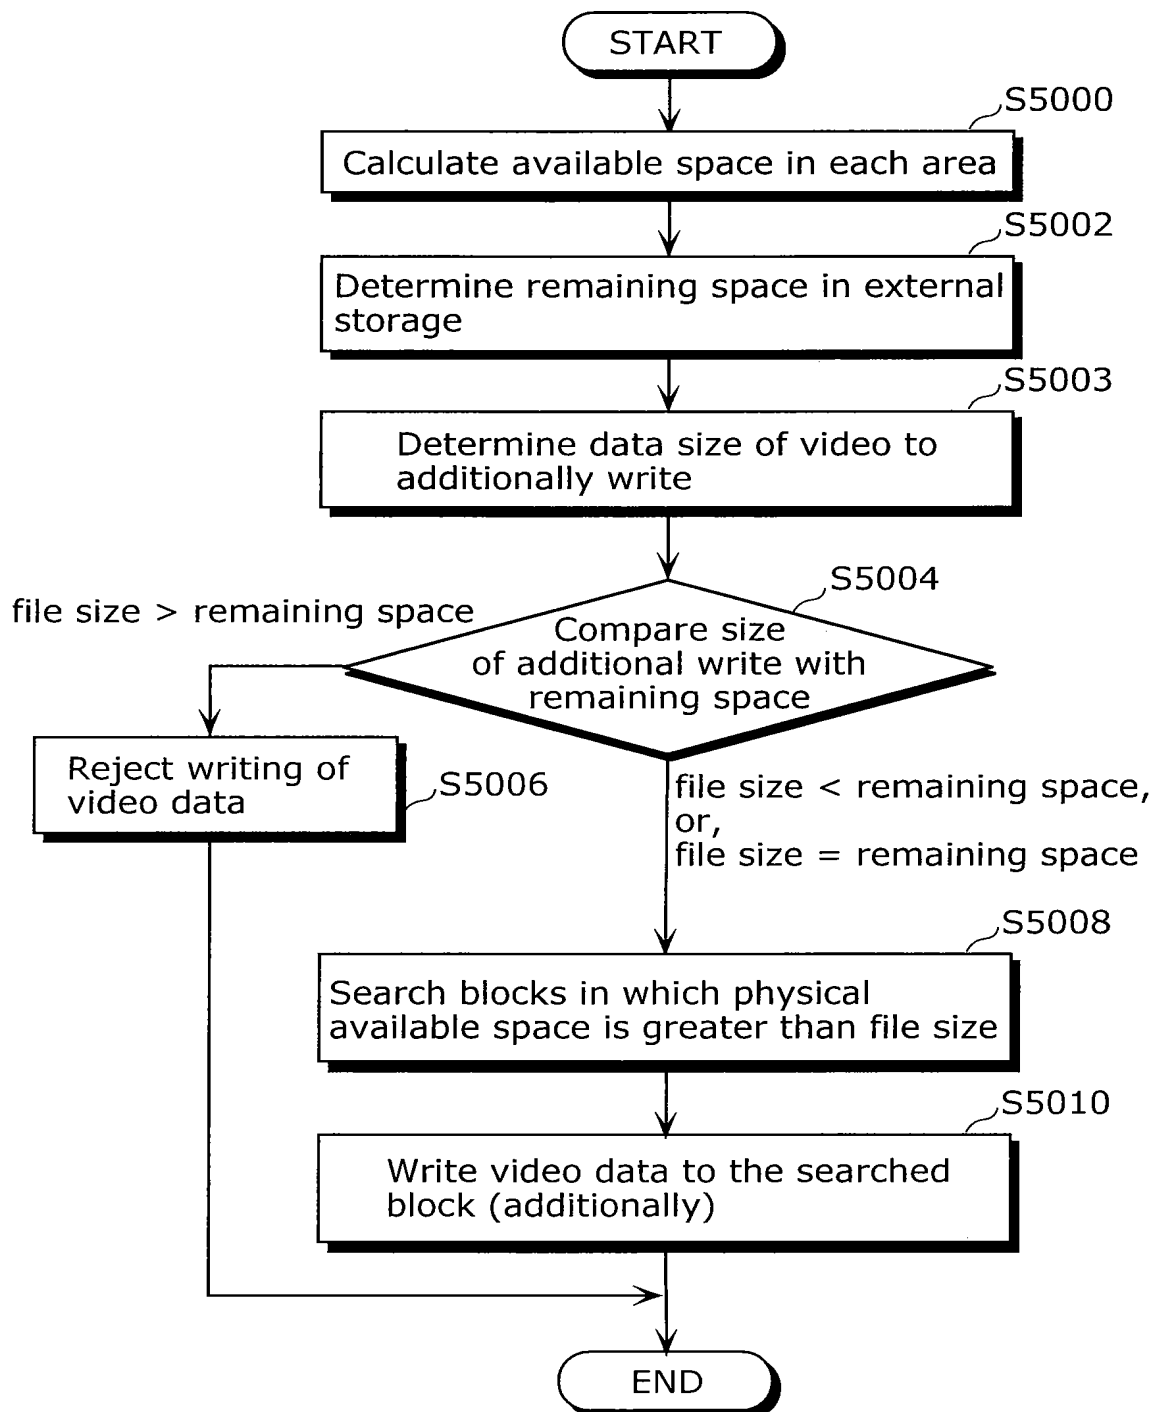 START
S5000
Calculate available space in each area
S5002
Determine remaining space in external
storage
S5003
Determine data size of video to
additionally write
S5004
file size > remaining space
Compare size
of additional write with
remaining space
Reject writing of
video data
S5006
file size < remaining space,
or,
file size = remaining space
S5008
Search blocks in which physical
available space is greater than file size
S5010
Write video data to the searched
block (additionally)
END